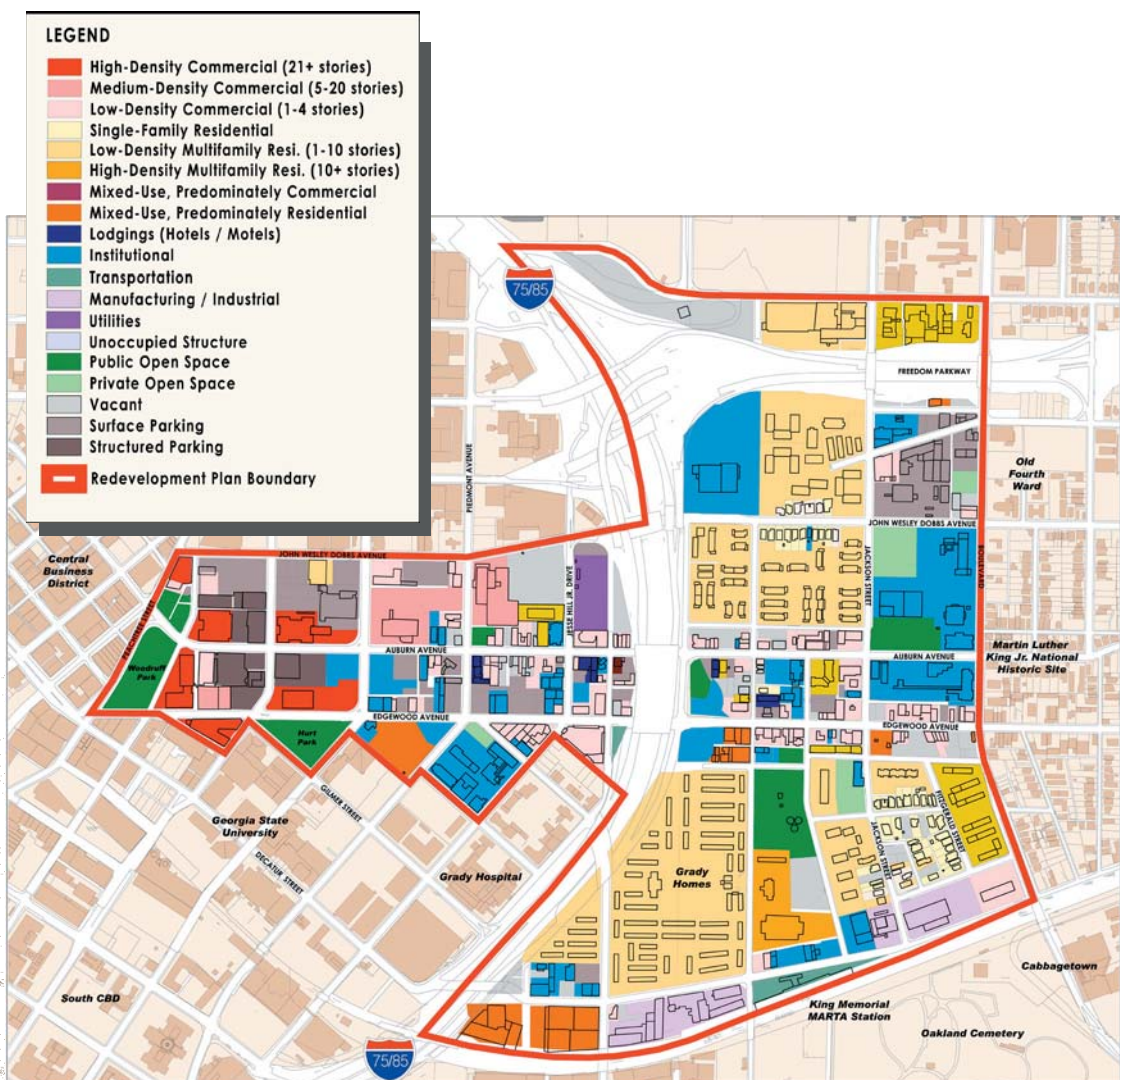 LEGEND
High-Density Commercial (21+ stories)
Medium-Density Commercial (5-20 stories)
Low-Density Commercial (1-4 stories)
Single-Family Residential
Low-Density Multifamily Resi. (1-10 stories)
High-Density Multifamily Resi. (10+ stories)
Mixed-Use, Predominately Commercial
Mixed-Use, Predominately Residential
Lodgings (Hotels / Motels)
Institutional
Transportation
Manufacturing / Industrial
Utilities
Unoccupied Structure
Public Open Space
Private Open Space
Vacant
Surface Parking
Structured Parking
Redevelopment Plan Boundary
75/85
FREEDOM PARKWAY
PIEDMONT AVENUE
Old
Fourth
Ward
JOHN WESLEY DOBBS AVENUE
JOHN WESLEY DOBBS AVENUE
Central
Business
District
JESSE HILL JR. DRIVE
JACKSON STREET
BOULEVARD
PEACHTREE STREET
AUBURN AVENUE
AUBURN AVENUE
Martin Luther
King Jr. National
Historic Site
Woodruff
Park
EDGEWOOD AVENUE
EDGEWOOD AVENUE
Hurt
Park
GILMER STREET
Georgia State
University
DECATUR STREET
Grady Hospital
Grady
Homes
JACKSON STREET
FITZGERALD STREET
Cabbagetown
South CBD
King Memorial
MARTA Station
Oakland Cemetery
75/85